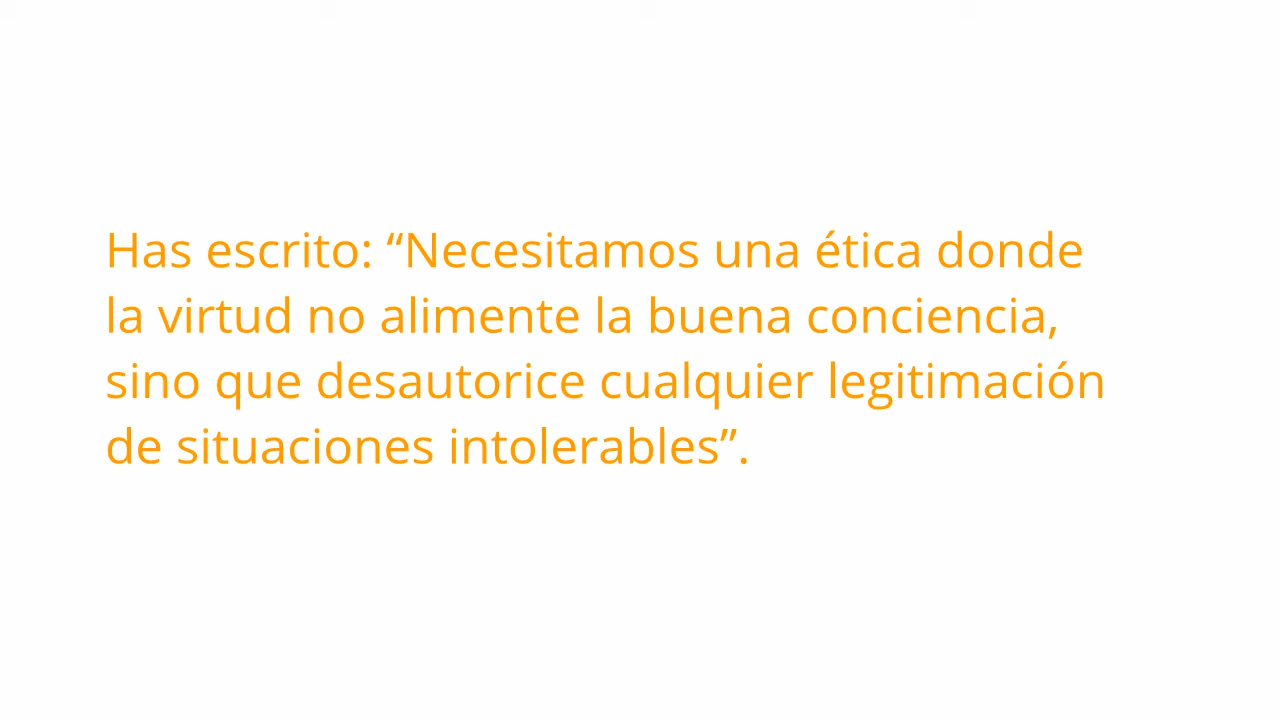 Has escrito: “Necesitamos una ética donde
la virtud no alimente la buena conciencia,
sino que desautorice cualquier legitimación
de situaciones intolerables”.